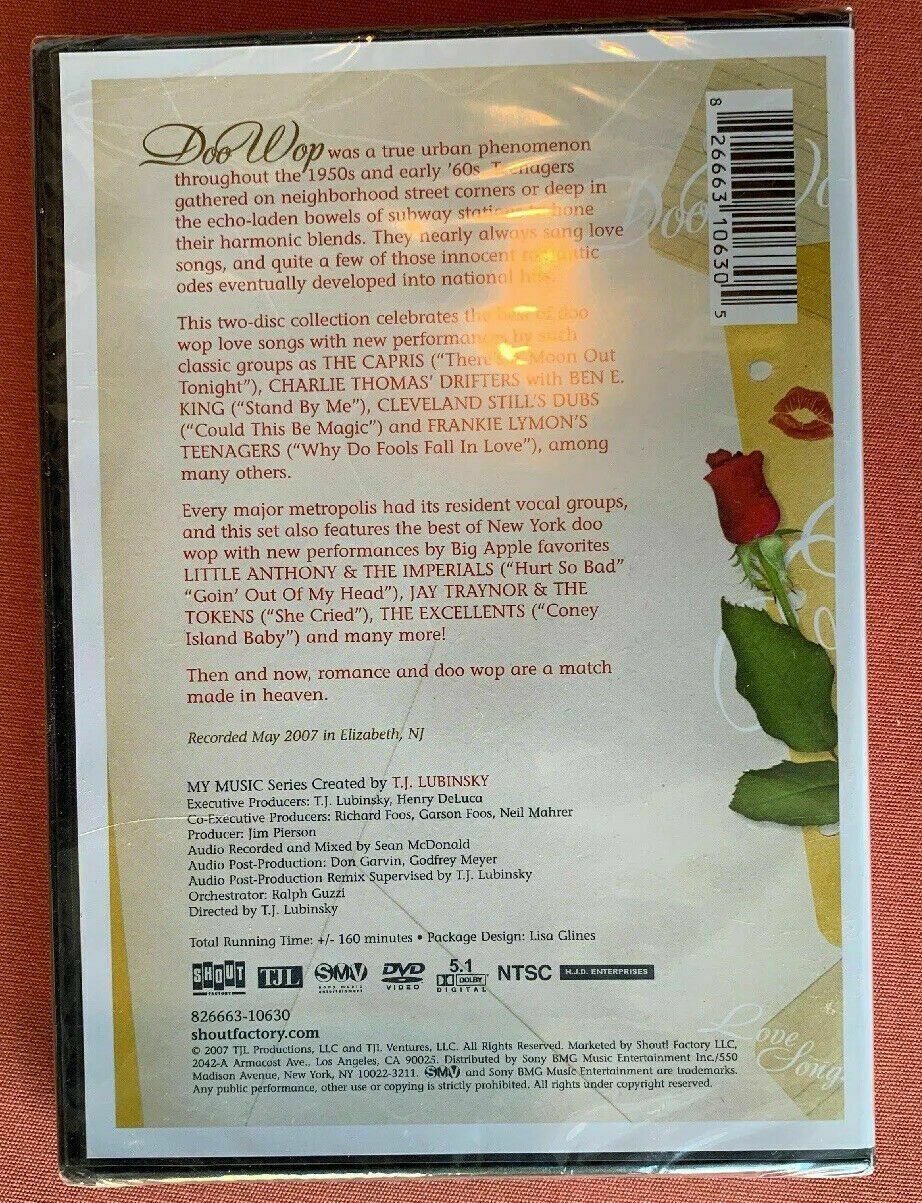 Doo Wop was a true urban phenomenon
throughout the 1950s and early '60s. Teenagers
gathered on neighborhood street corners or deep in
the echo-laden bowels of subway stations to hone
their harmonic blends. They nearly always sang love
songs, and quite a few of those innocent romantic
odes eventually developed into national hits.
This two-disc collection celebrates the best of doo
wop love songs with new performances by such
classic groups as THE CAPRIS ("There's A Moon Out
Tonight"), CHARLIE THOMAS' DRIFTERS with BEN E.
KING ("Stand By Me"), CLEVELAND STILL'S DUBS
("Could This Be Magic") and FRANKIE LYMON'S
TEENAGERS ("Why Do Fools Fall In Love"), among
many others.
Every major metropolis had its resident vocal groups,
and this set also features the best of New York doo
wop with new performances by Big Apple favorites
LITTLE ANTHONY & THE IMPERIALS ("Hurt So Bad"
"Goin' Out Of My Head"), JAY TRAYNOR & THE
TOKENS ("She Cried"), THE EXCELLENTS ("Coney
Island Baby") and many more!
Then and now, romance and doo wop are a match
made in heaven.
Recorded May 2007 in Elizabeth, NJ
MY MUSIC Series Created by T.J. LUBINSKY
Executive Producers: T.J. Lubinsky, Henry DeLuca
Co-Executive Producers: Richard Foos, Garson Foos, Neil Mahrer
Producer: Jim Pierson
Audio Recorded and Mixed by Sean McDonald
Audio Post-Production: Don Garvin, Godfrey Meyer
Audio Post-Production Remix Supervised by T.J. Lubinsky
Orchestrator: Ralph Guzzi
Directed by T.J. Lubinsky
Total Running Time: +/- 160 minutes • Package Design: Lisa Glines
SHOUT FACTORY TJL SMV sony music entertainment DVD VIDEO 5.1 DOLBY DIGITAL NTSC H.J.D. ENTERPRISES
826663-10630
shoutfactory.com
© 2007 TJL Productions, LLC and TJL Ventures, LLC. All Rights Reserved. Marketed by Shout! Factory LLC,
2042-A Armacost Ave., Los Angeles, CA 90025. Distributed by Sony BMG Music Entertainment Inc./550
Madison Avenue, New York, NY 10022-3211. SMV and Sony BMG Music Entertainment are trademarks.
Any public performance, other use or copying is strictly prohibited. All rights under copyright reserved.
8 26663 10630 5
Doo Wo
Love
Song